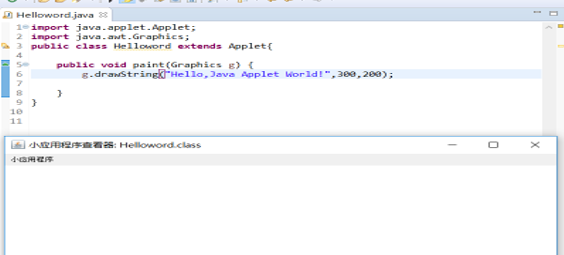 Helloword.java
1 import java.applet.Applet;
2 import java.awt.Graphics;
3 public class Helloword extends Applet{
4
5 public void paint(Graphics g) {
6 g.drawString("Hello,Java Applet World!",300,200);
7
8 }
9 }
10
11
小应用程序查看器: Helloword.class
小应用程序